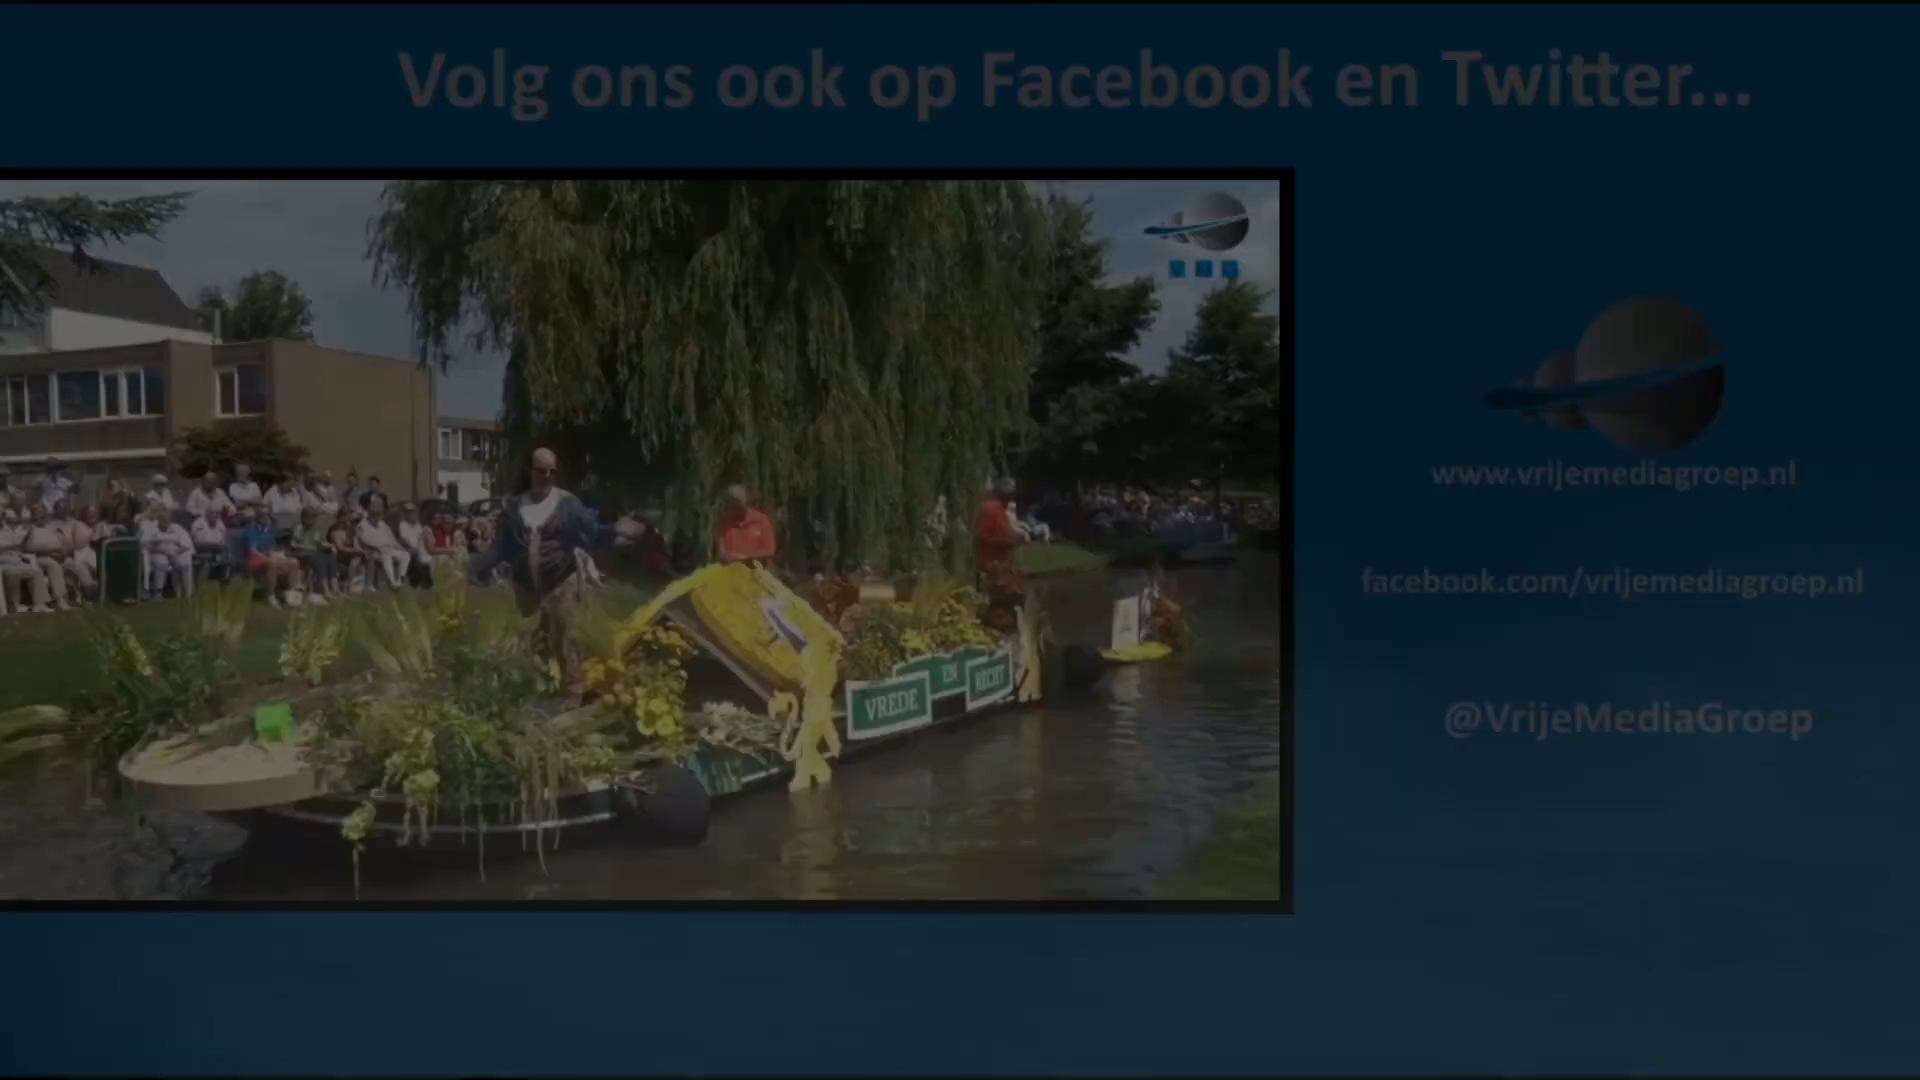 Volg ons ook op Facebook en Twitter...
VREDE
EN
RECHT
www.vrijemediagroep.nl
facebook.com/vrijemediagroep.nl
@VrijeMediaGroep